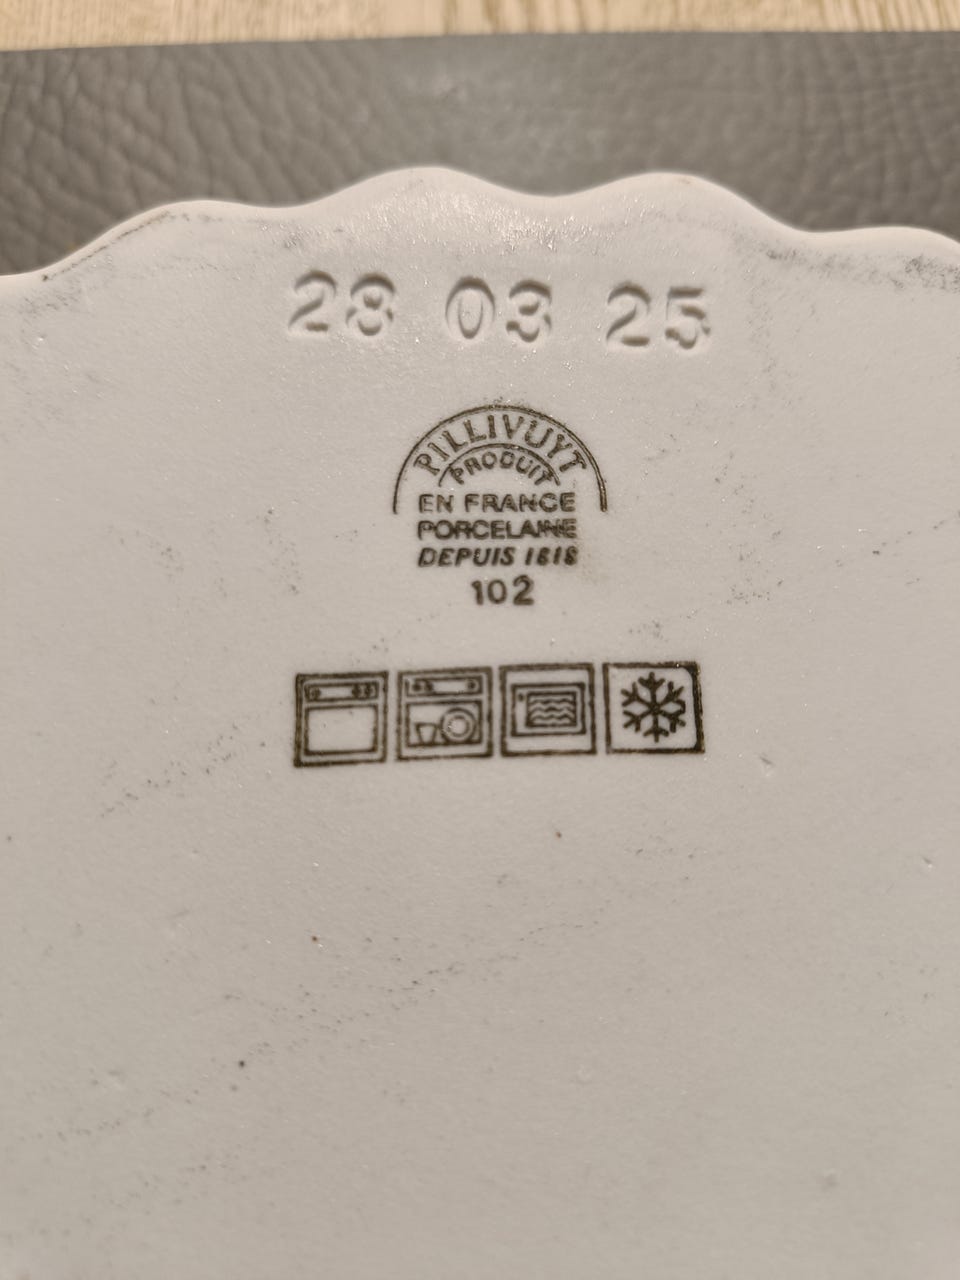 28 03 25
PILLIVUYT
PRODUIT
EN FRANCE
PORCELAINE
DEPUIS 1818
102